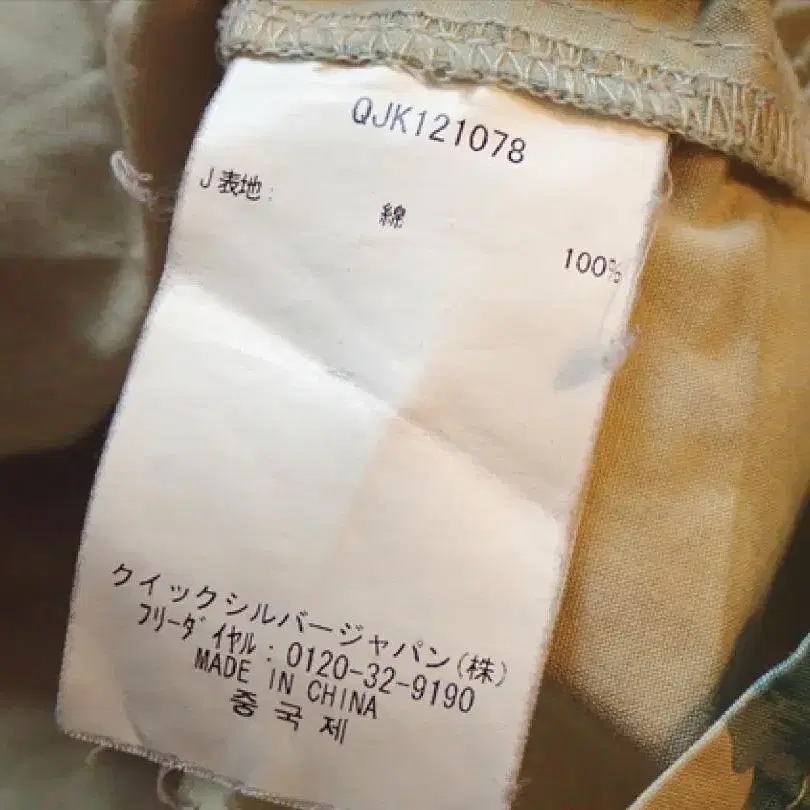 QJK121078
J表地:
綿
100%
クイックシルバージャパン(株)
フリーダイヤル: 0120-32-9190
MADE IN CHINA
중국제